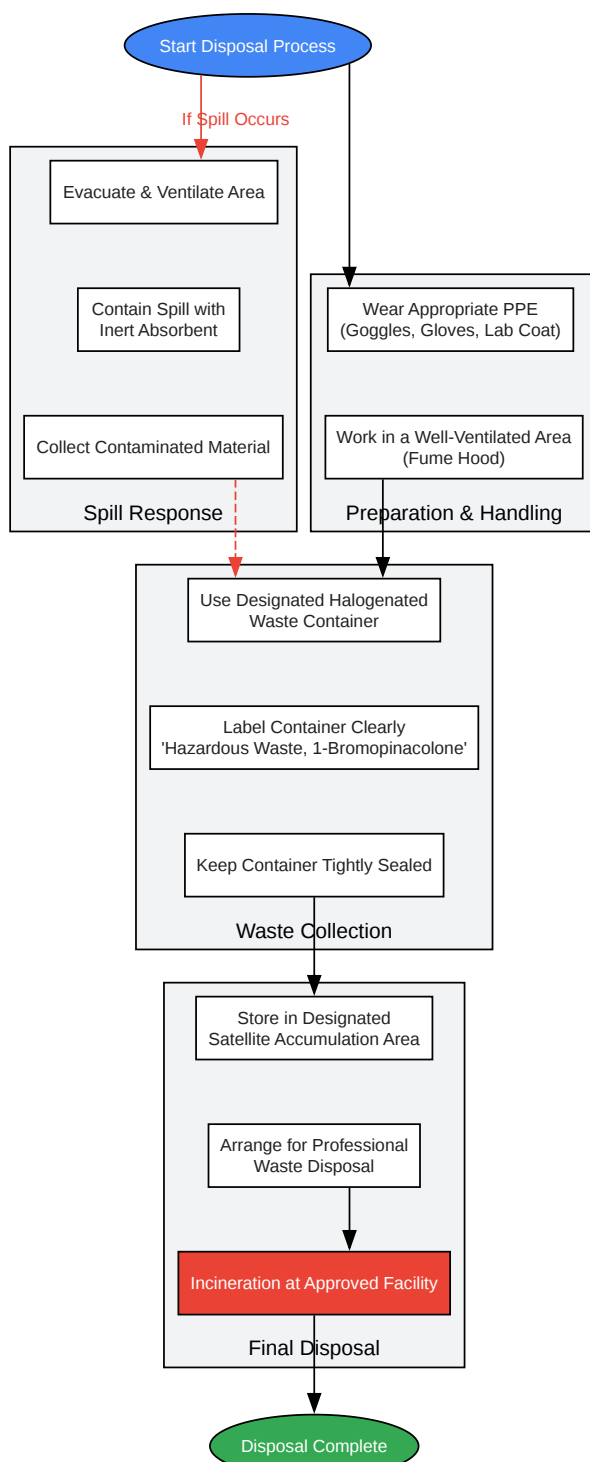 Start Disposal Process
If Spill Occurs
Evacuate & Ventilate Area
Contain Spill with
Inert Absorbent
Collect Contaminated Material
Spill Response
Wear Appropriate PPE
(Goggles, Gloves, Lab Coat)
Work in a Well-Ventilated Area
(Fume Hood)
Preparation & Handling
Use Designated Halogenated
Waste Container
Label Container Clearly
'Hazardous Waste, 1-Bromopinacolone'
Keep Container Tightly Sealed
Waste Collection
Store in Designated
Satellite Accumulation Area
Arrange for Professional
Waste Disposal
Incineration at Approved Facility
Final Disposal
Disposal Complete